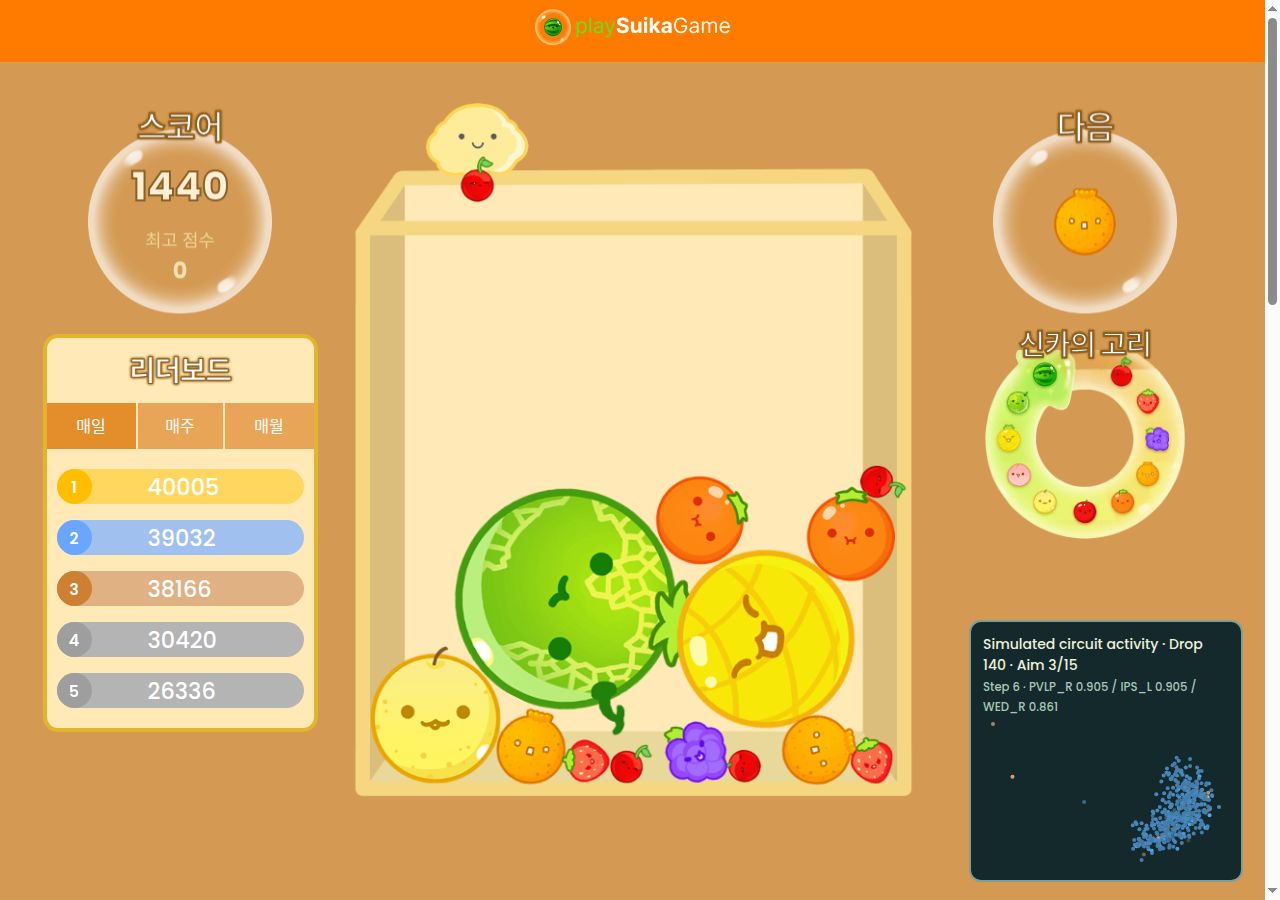 playSuikaGame
스코어
1440
최고 점수
0
다음
신카의 고리
리더보드
매일 매주 매월
1 40005
2 39032
3 38166
4 30420
5 26336
Simulated circuit activity · Drop
140 · Aim 3/15
Step 6 · PVLP_R 0.905 / IPS_L 0.905 /
WED_R 0.861